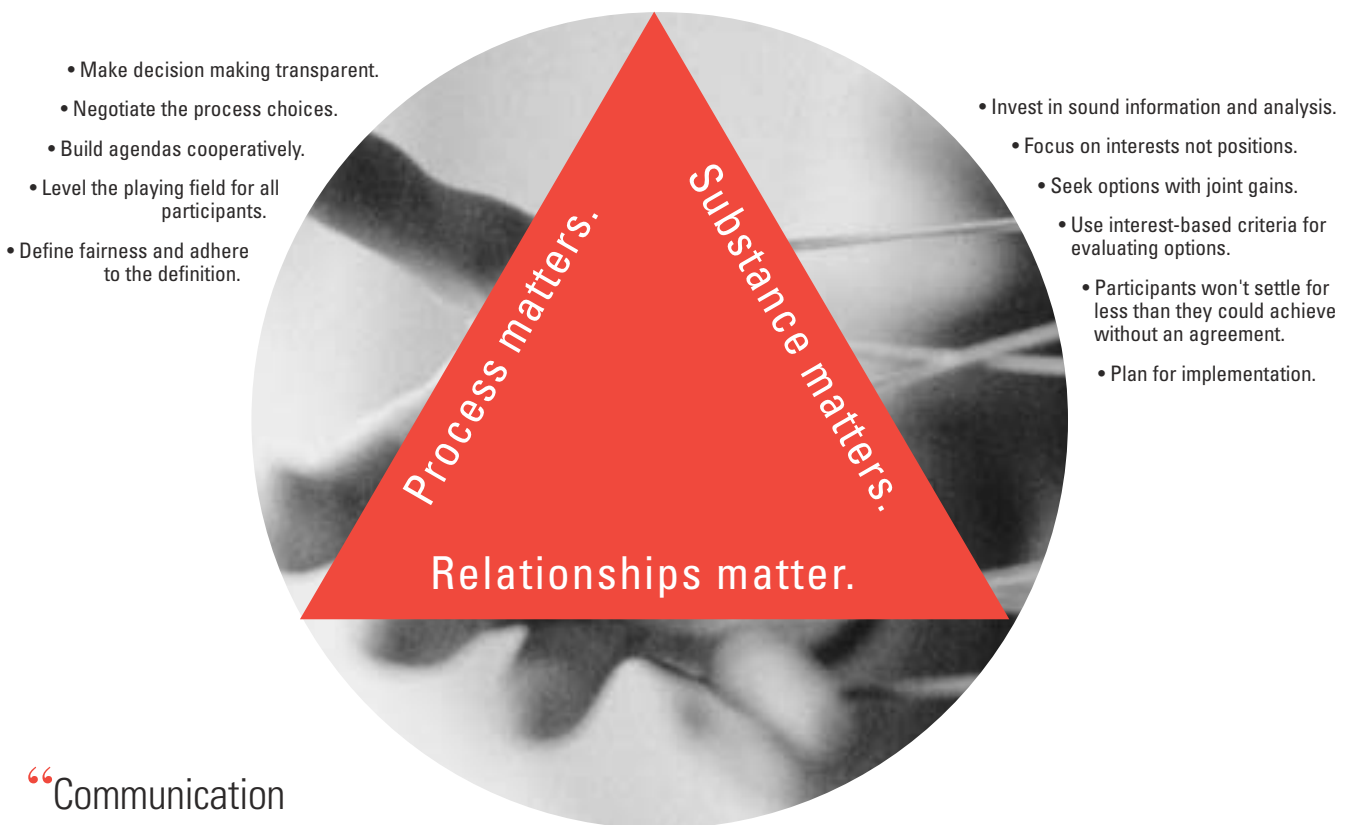 • Make decision making transparent.
• Negotiate the process choices.
• Build agendas cooperatively.
• Level the playing field for all
participants.
• Define fairness and adhere
to the definition.
Process matters.
Substance matters.
Relationships matter.
• Invest in sound information and analysis.
• Focus on interests not positions.
• Seek options with joint gains.
• Use interest-based criteria for
evaluating options.
• Participants won't settle for
less than they could achieve
without an agreement.
• Plan for implementation.
“Communication